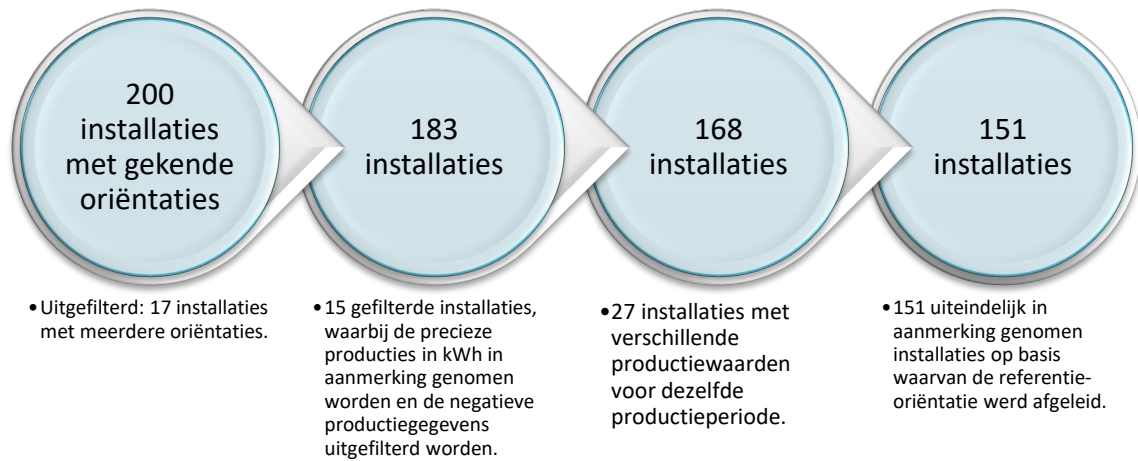 200
installaties
met gekende
oriëntaties
183
installaties
168
installaties
151
installaties
•Uitgefilterd: 17 installaties
met meerdere oriëntaties.
•15 gefilterde installaties,
waarbij de precieze
producties in kWh in
aanmerking genomen
worden en de negatieve
productiegegevens
uitgefilterd worden.
•27 installaties met
verschillende
productiewaarden
voor dezelfde
productieperiode.
•151 uiteindelijk in
aanmerking genomen
installaties op basis
waarvan de referentie-
oriëntatie werd afgeleid.